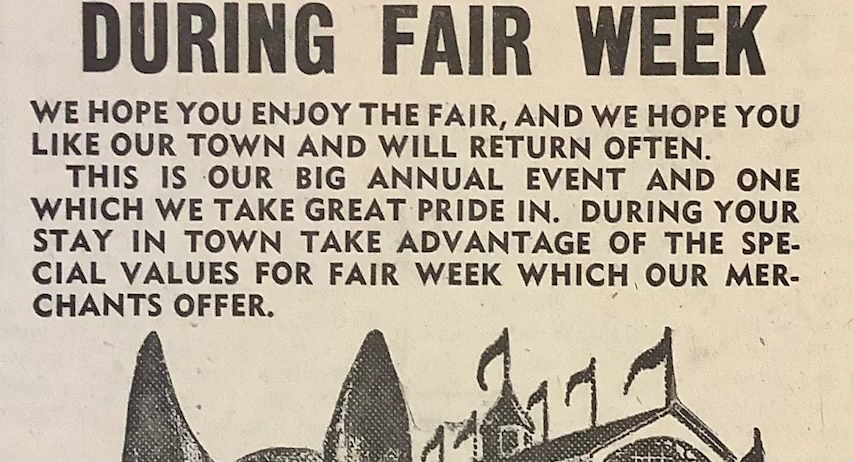 DURING FAIR WEEK
WE HOPE YOU ENJOY THE FAIR, AND WE HOPE YOU
LIKE OUR TOWN AND WILL RETURN OFTEN.
THIS IS OUR BIG ANNUAL EVENT AND ONE
WHICH WE TAKE GREAT PRIDE IN. DURING YOUR
STAY IN TOWN TAKE ADVANTAGE OF THE SPE-
CIAL VALUES FOR FAIR WEEK WHICH OUR MER-
CHANTS OFFER.